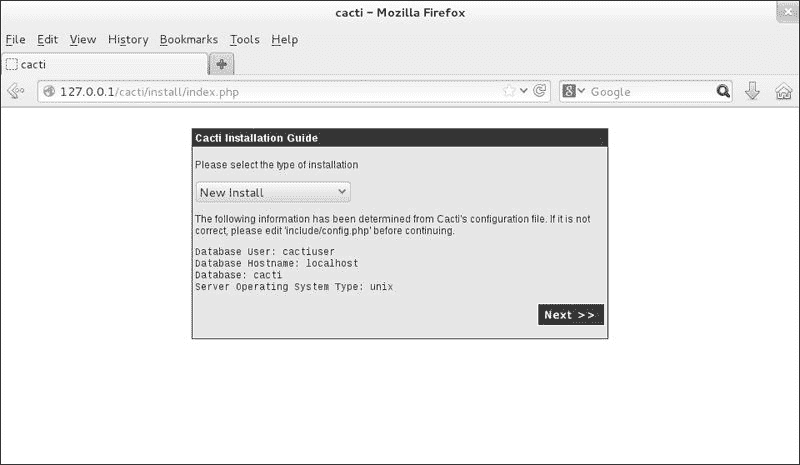 cacti - Mozilla Firefox
File Edit View History Bookmarks Tools Help
cacti
127.0.0.1/cacti/install/index.php
Google
Cacti Installation Guide
Please select the type of installation
New Install
The following information has been determined from Cacti's configuration file. If it is not
correct, please edit 'include/config.php' before continuing.
Database User: cactiuser
Database Hostname: localhost
Database: cacti
Server Operating System Type: unix
Next >>